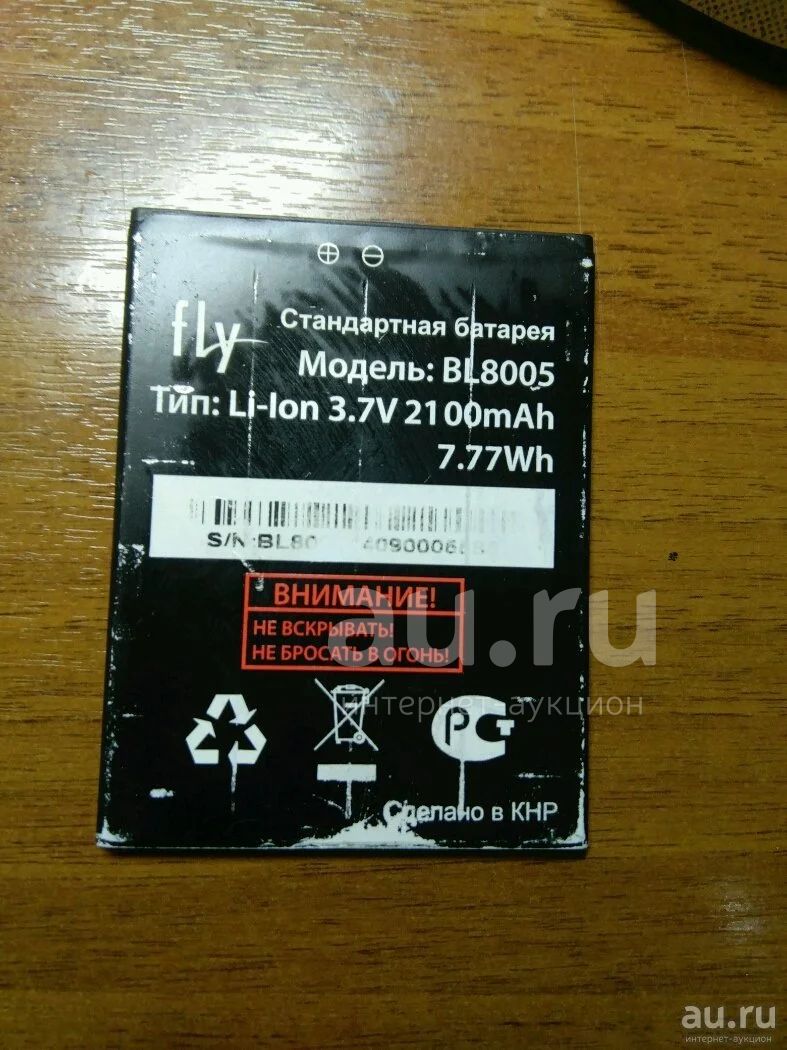 fLy
Стандартная батарея
Модель: BL8005
Тип: Li-Ion 3.7V 2100mAh
7.77Wh
ВНИМАНИЕ!
НЕ ВСКРЫВАТЬ!
НЕ БРОСАТЬ В ОГОНЬ!
au.ru
интернет-аукцион
РСТ
Сделано в КНР
au.ru
интернет-аукцион